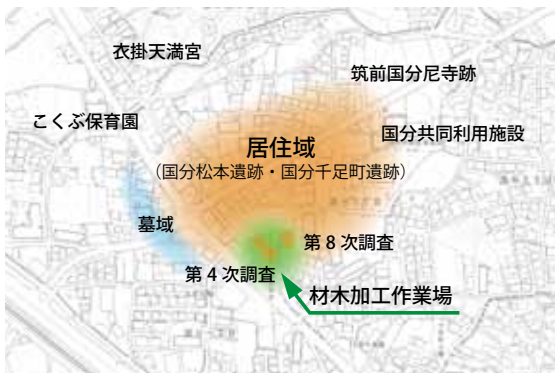 衣掛天満宮
筑前国分尼寺跡
こくぶ保育園
国分共同利用施設
居住域
（国分松本遺跡・国分千足町遺跡）
墓域
第 8 次調査
第 4 次調査
材木加工作業場